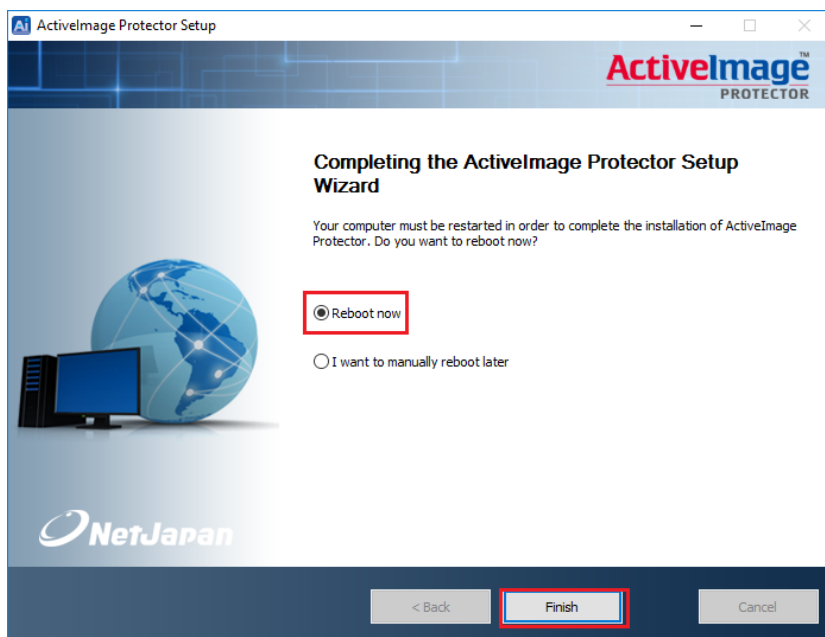 Ai ActiveImage Protector Setup
ActiveImage™
PROTECTOR
Completing the ActiveImage Protector Setup
Wizard
Your computer must be restarted in order to complete the installation of ActiveImage
Protector. Do you want to reboot now?
Reboot now
I want to manually reboot later
NetJapan
< Back
Finish
Cancel